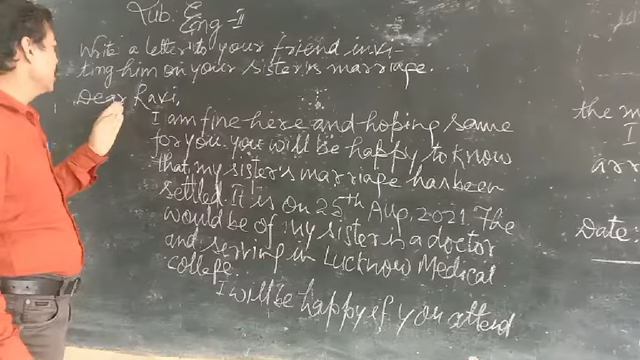 Sub: Eng-II
Write a letter to your friend invi-
ting him on your sister's marriage.
Dear Ravi,
I am fine here and hoping same
for you. you will be happy to know
that, my sister's marriage has been
settled. It is on 25th Aug, 2021. The
would be of my sister is a doctor
and serving in Lucknow Medical
college.
I will be happy if you attend
the m
I
arr
Date: